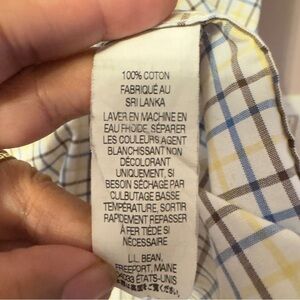 100% COTON
FABRIQUÉ AU
SRI LANKA
LAVER EN MACHINE EN
EAU FROIDE, SÉPARER
LES COULEURS AGENT
BLANCHISSANT NON
DÉCOLORANT
UNIQUEMENT, SI
BESOIN SÉCHAGE PAR
CULBUTAGE BASSE
TEMPÉRATURE, SORTIR
RAPIDEMENT REPASSER
À FER TIÈDE SI
NÉCESSAIRE
L.L. BEAN,
FREEPORT, MAINE
04033 ÉTATS-UNIS